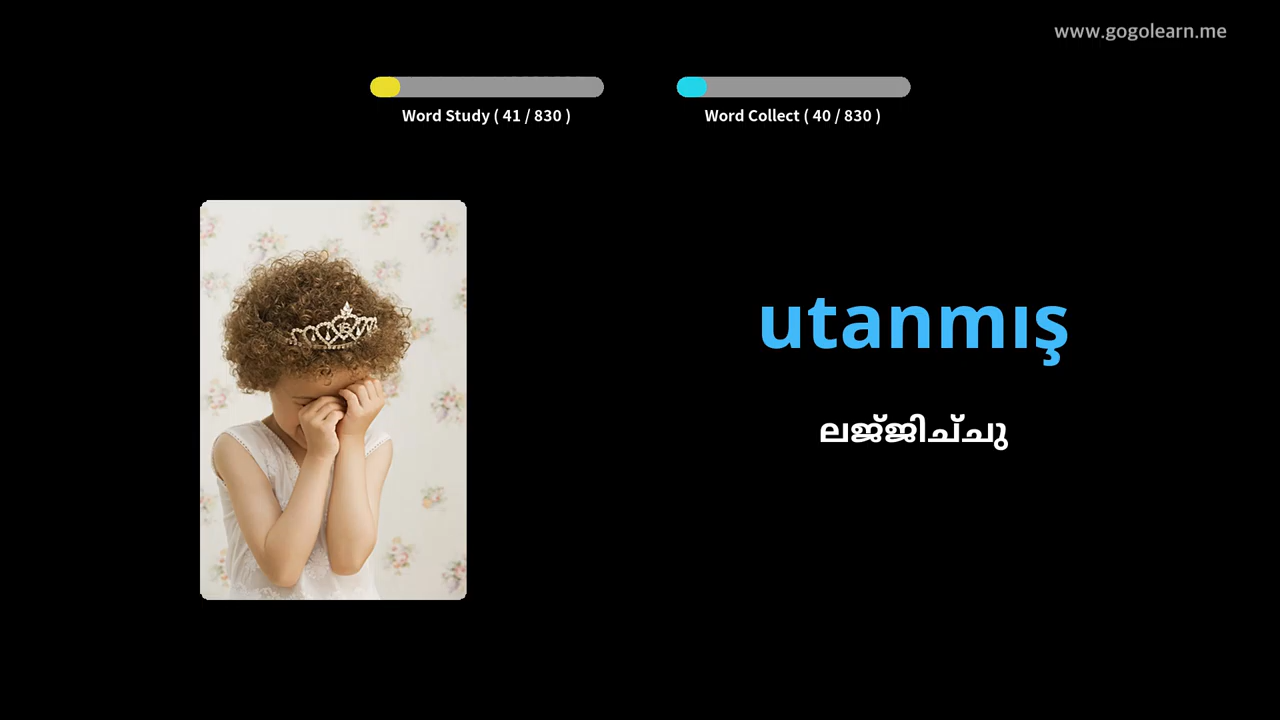 www.gogolearn.me
Word Study ( 41 / 830 )
Word Collect ( 40 / 830 )
utanmış
ലജ്ജിച്ചു